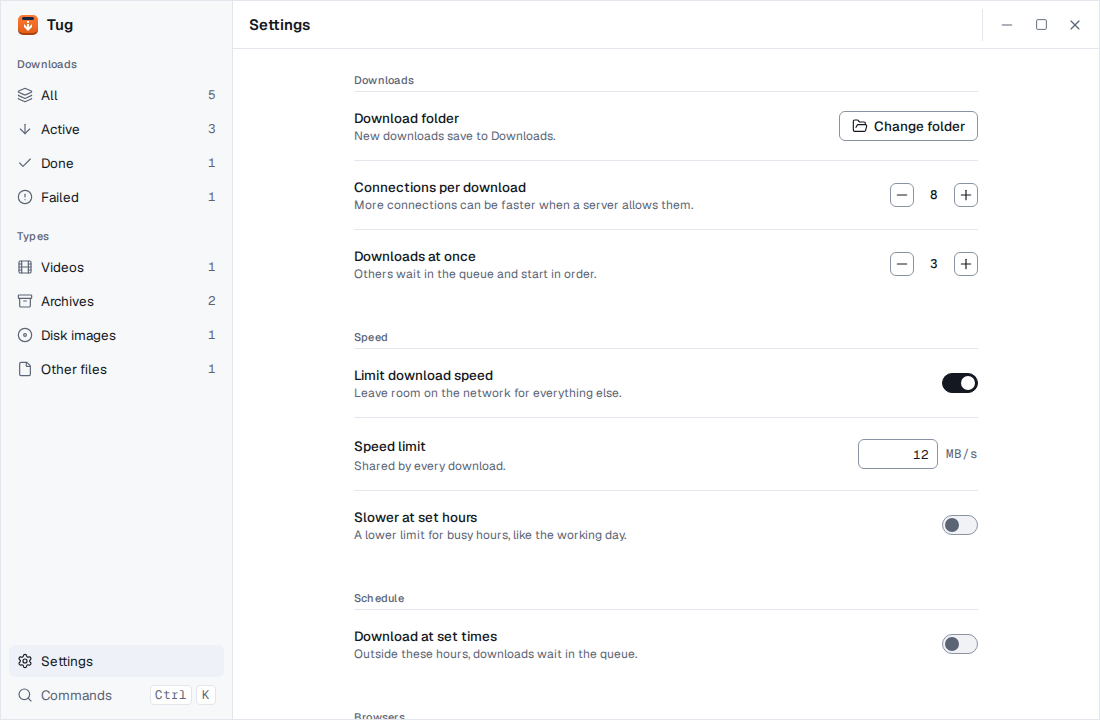 Tug
Downloads
All 5
Active 3
Done 1
Failed 1
Types
Videos 1
Archives 2
Disk images 1
Other files 1
Settings
Commands Ctrl K
Settings
Downloads
Download folder
New downloads save to Downloads.
Change folder
Connections per download
More connections can be faster when a server allows them.
8
Downloads at once
Others wait in the queue and start in order.
3
Speed
Limit download speed
Leave room on the network for everything else.
Speed limit
Shared by every download.
12 MB/s
Slower at set hours
A lower limit for busy hours, like the working day.
Schedule
Download at set times
Outside these hours, downloads wait in the queue.
Browsers